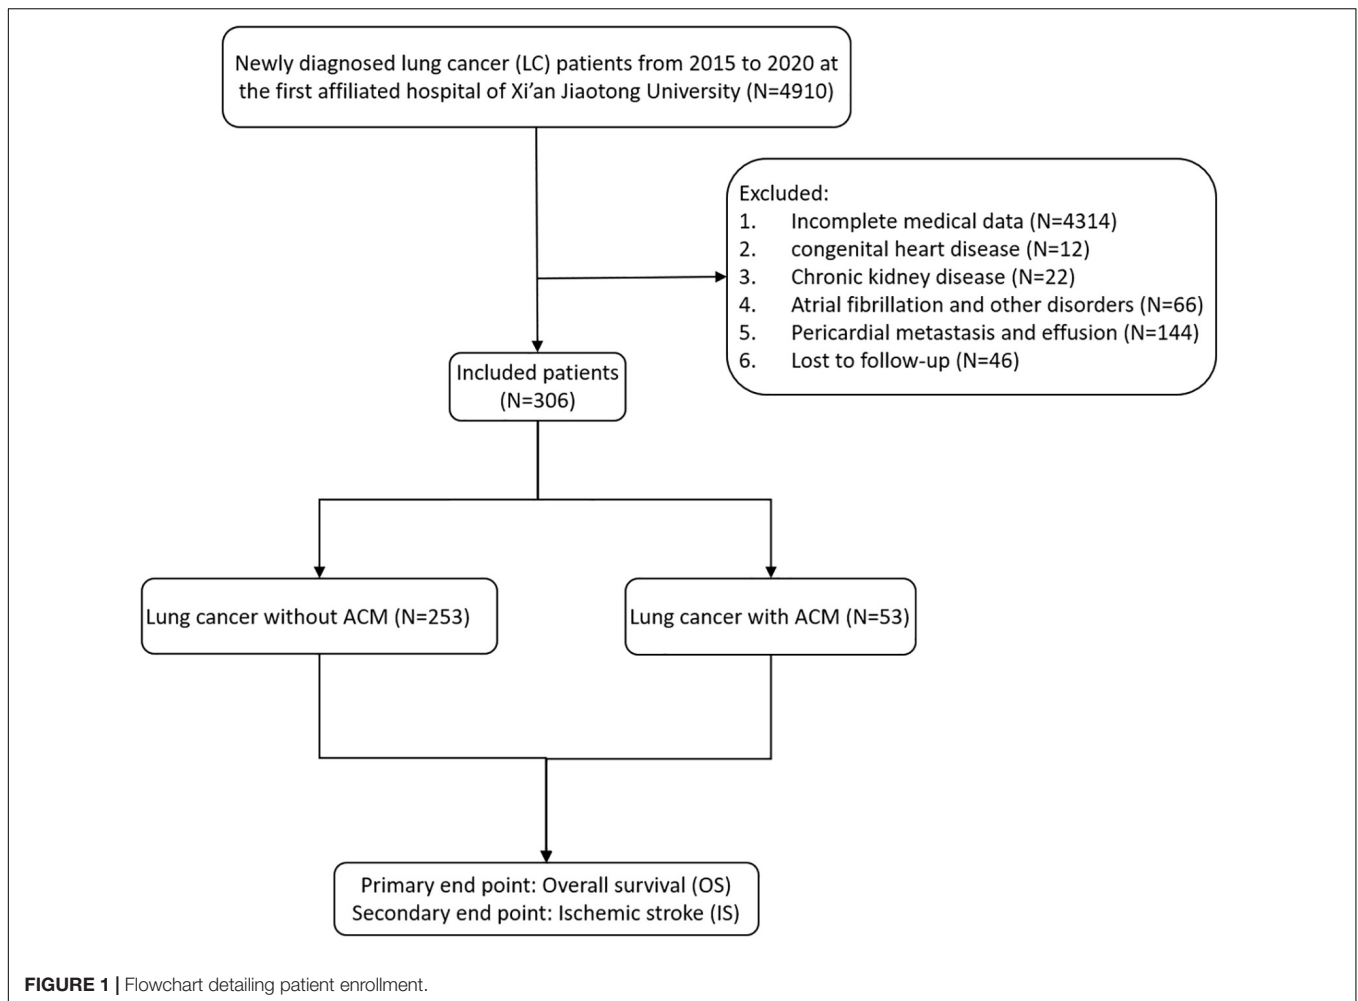 Newly diagnosed lung cancer (LC) patients from 2015 to 2020 at
the first affiliated hospital of Xi’an Jiaotong University (N=4910)
Excluded:
1. Incomplete medical data (N=4314)
2. congenital heart disease (N=12)
3. Chronic kidney disease (N=22)
4. Atrial fibrillation and other disorders (N=66)
5. Pericardial metastasis and effusion (N=144)
6. Lost to follow-up (N=46)
Included patients
(N=306)
Lung cancer without ACM (N=253)
Lung cancer with ACM (N=53)
Primary end point: Overall survival (OS)
Secondary end point: Ischemic stroke (IS)
FIGURE 1 | Flowchart detailing patient enrollment.